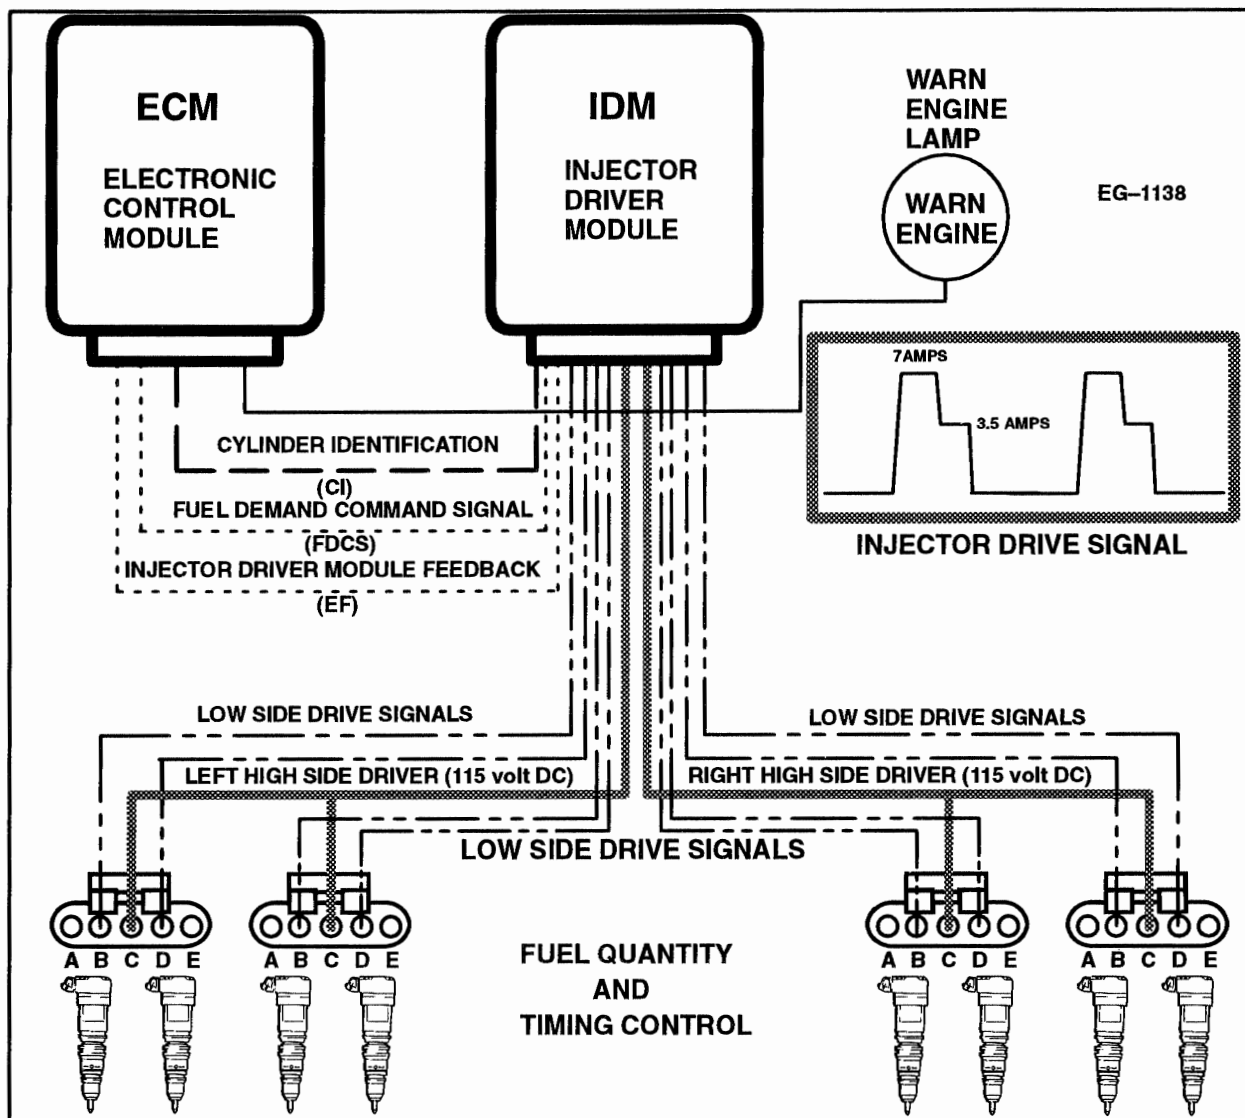 ECM
ELECTRONIC
CONTROL
MODULE
IDM
INJECTOR
DRIVER
MODULE
WARN
ENGINE
LAMP
WARN
ENGINE
EG–1138
7AMPS
3.5 AMPS
INJECTOR DRIVE SIGNAL
CYLINDER IDENTIFICATION
(CI)
FUEL DEMAND COMMAND SIGNAL
(FDCS)
INJECTOR DRIVER MODULE FEEDBACK
(EF)
LOW SIDE DRIVE SIGNALS
LOW SIDE DRIVE SIGNALS
LEFT HIGH SIDE DRIVER (115 volt DC)
RIGHT HIGH SIDE DRIVER (115 volt DC)
LOW SIDE DRIVE SIGNALS
A B C D E
A B C D E
A B C D E
A B C D E
FUEL QUANTITY
AND
TIMING CONTROL